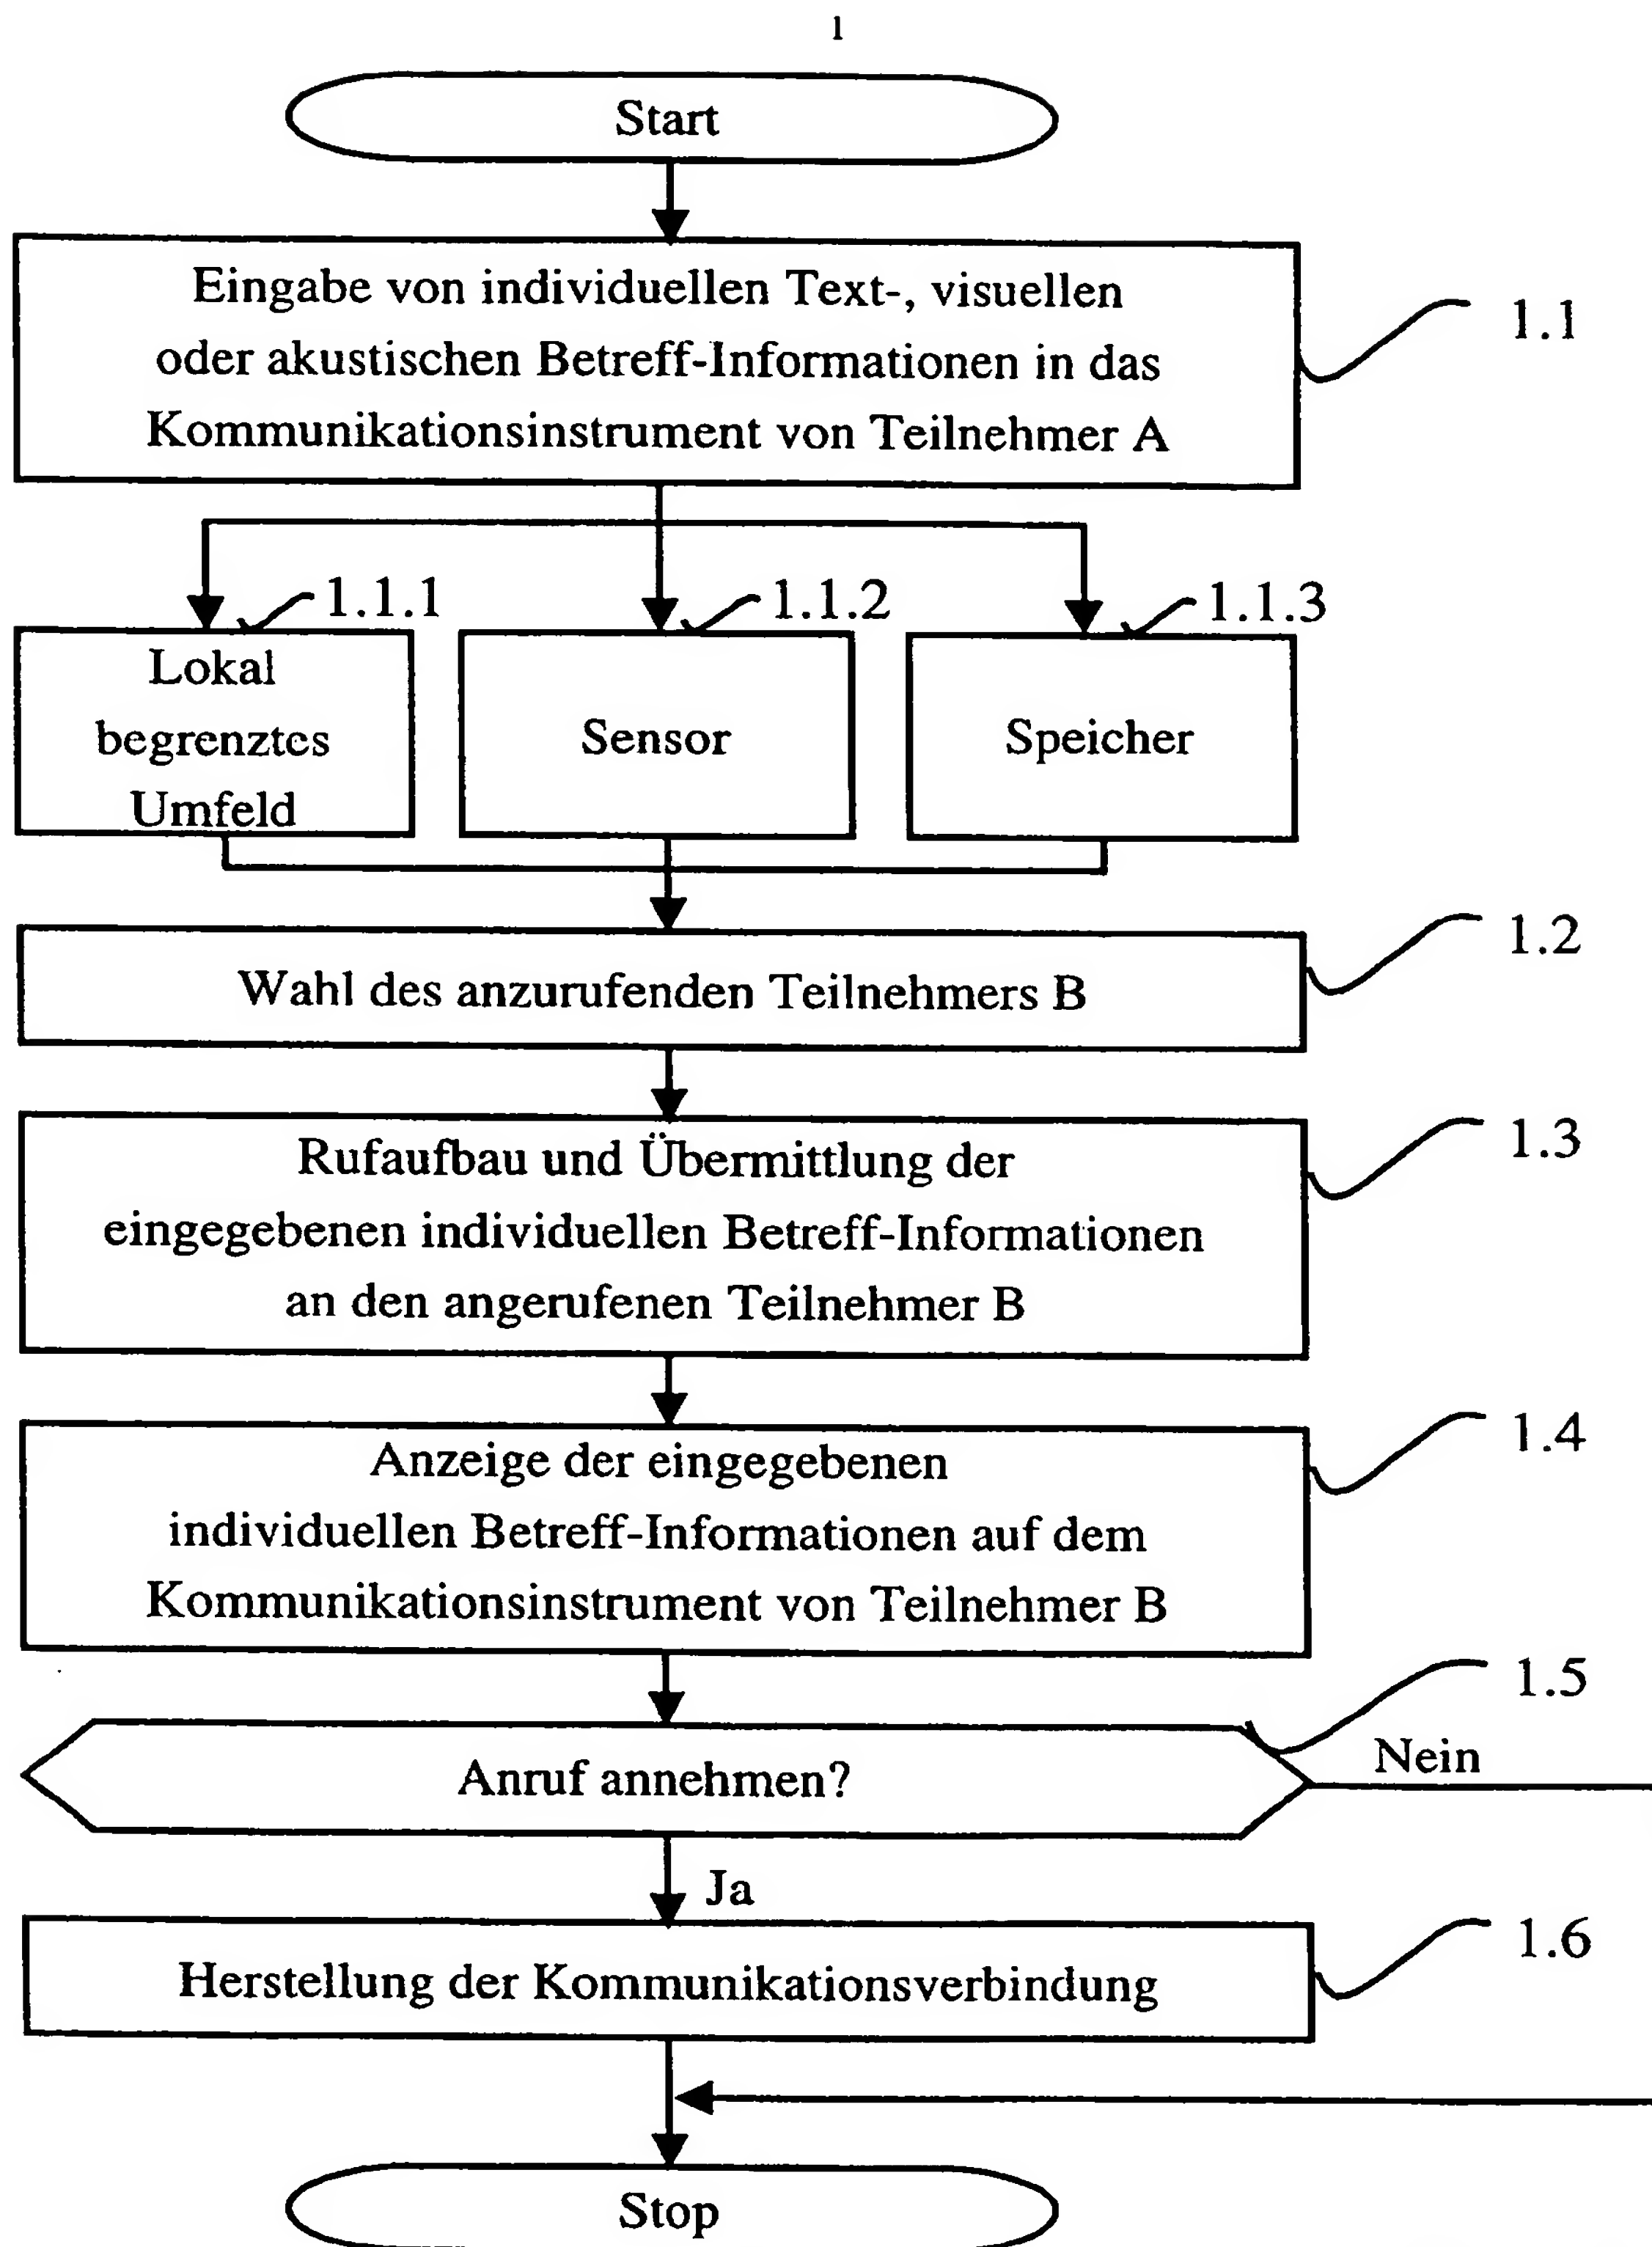 1
Start
Eingabe von individuellen Text-, visuellen
oder akustischen Betreff-Informationen in das
Kommunikationsinstrument von Teilnehmer A
1.1
1.1.1
1.1.2
1.1.3
Lokal
begrenztes
Umfeld
Sensor
Speicher
1.2
Wahl des anzurufenden Teilnehmers B
1.3
Rufaufbau und Übermittlung der
eingegebenen individuellen Betreff-Informationen
an den angerufenen Teilnehmer B
1.4
Anzeige der eingegebenen
individuellen Betreff-Informationen auf dem
Kommunikationsinstrument von Teilnehmer B
1.5
Nein
Anruf annehmen?
Ja
1.6
Herstellung der Kommunikationsverbindung
Stop